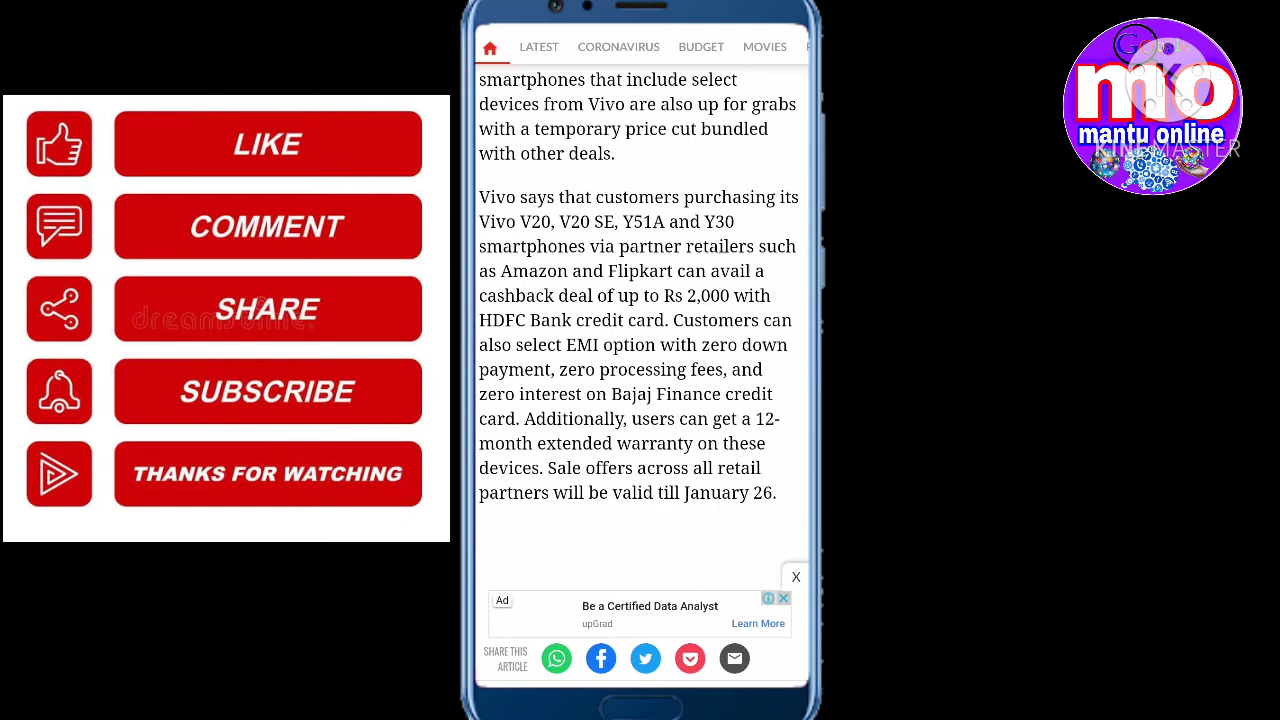 LIKE
COMMENT
SHARE
dreamstime.
SUBSCRIBE
THANKS FOR WATCHING
LATEST CORONAVIRUS BUDGET MOVIES
smartphones that include select
devices from Vivo are also up for grabs
with a temporary price cut bundled
with other deals.
Vivo says that customers purchasing its
Vivo V20, V20 SE, Y51A and Y30
smartphones via partner retailers such
as Amazon and Flipkart can avail a
cashback deal of up to Rs 2,000 with
HDFC Bank credit card. Customers can
also select EMI option with zero down
payment, zero processing fees, and
zero interest on Bajaj Finance credit
card. Additionally, users can get a 12-
month extended warranty on these
devices. Sale offers across all retail
partners will be valid till January 26.
X
Ad
Be a Certified Data Analyst
upGrad
Learn More
SHARE THIS
ARTICLE
Google
mo
mantu online
KINEMASTER